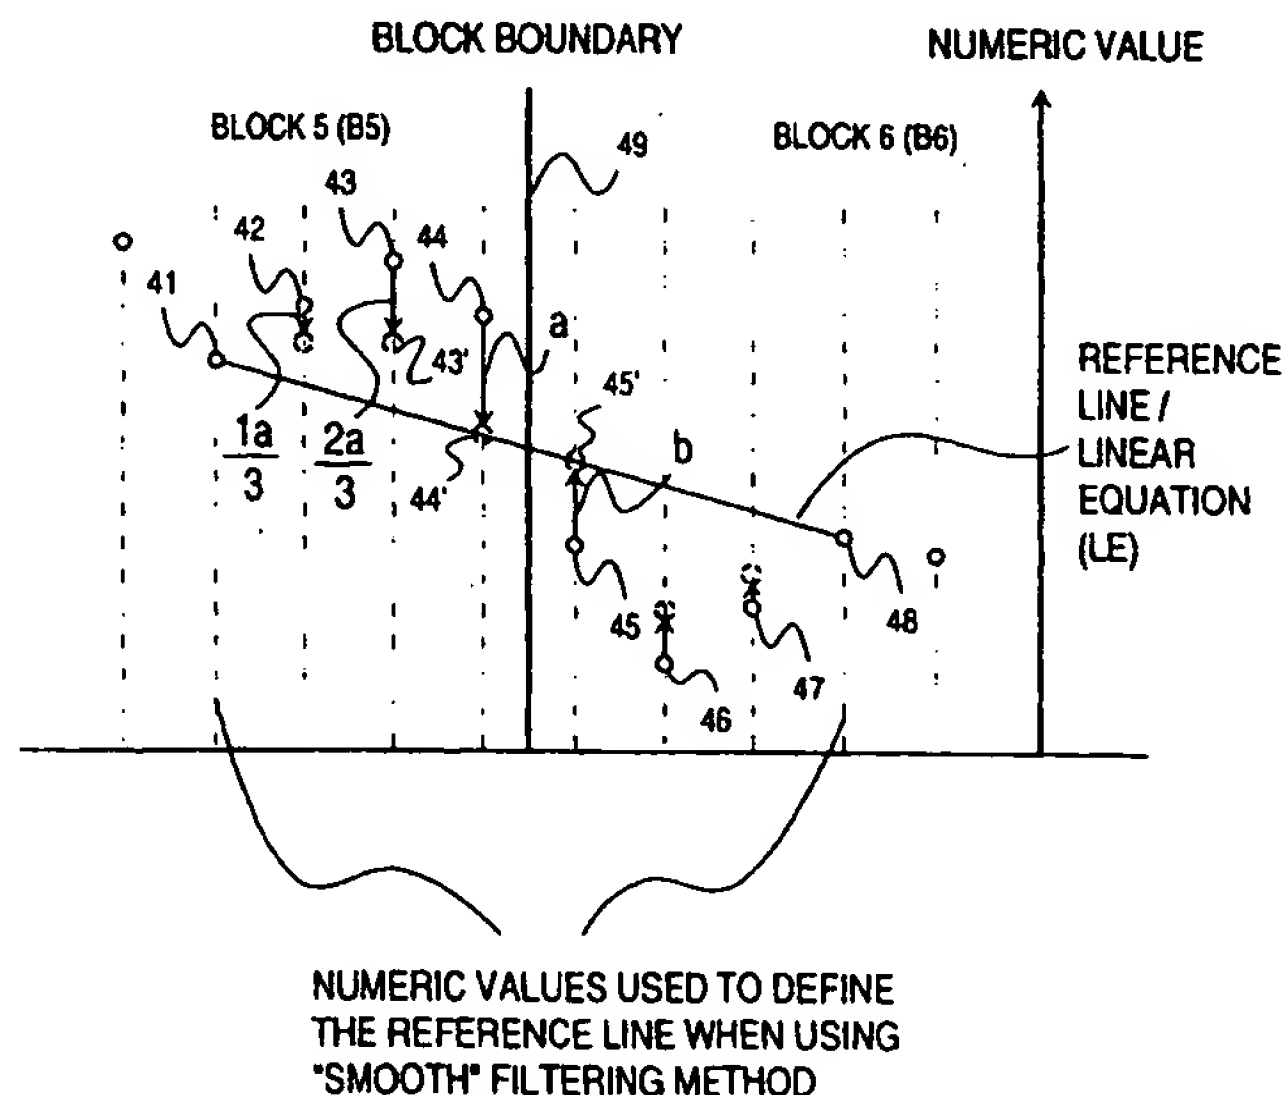 BLOCK BOUNDARY
NUMERIC VALUE
BLOCK 5 (B5)
BLOCK 6 (B6)
49
43
42
44
41
a
43'
45'
REFERENCE
LINE /
LINEAR
EQUATION
(LE)
1a
3
2a
3
b
44'
45
48
47
46
NUMERIC VALUES USED TO DEFINE
THE REFERENCE LINE WHEN USING
"SMOOTH" FILTERING METHOD